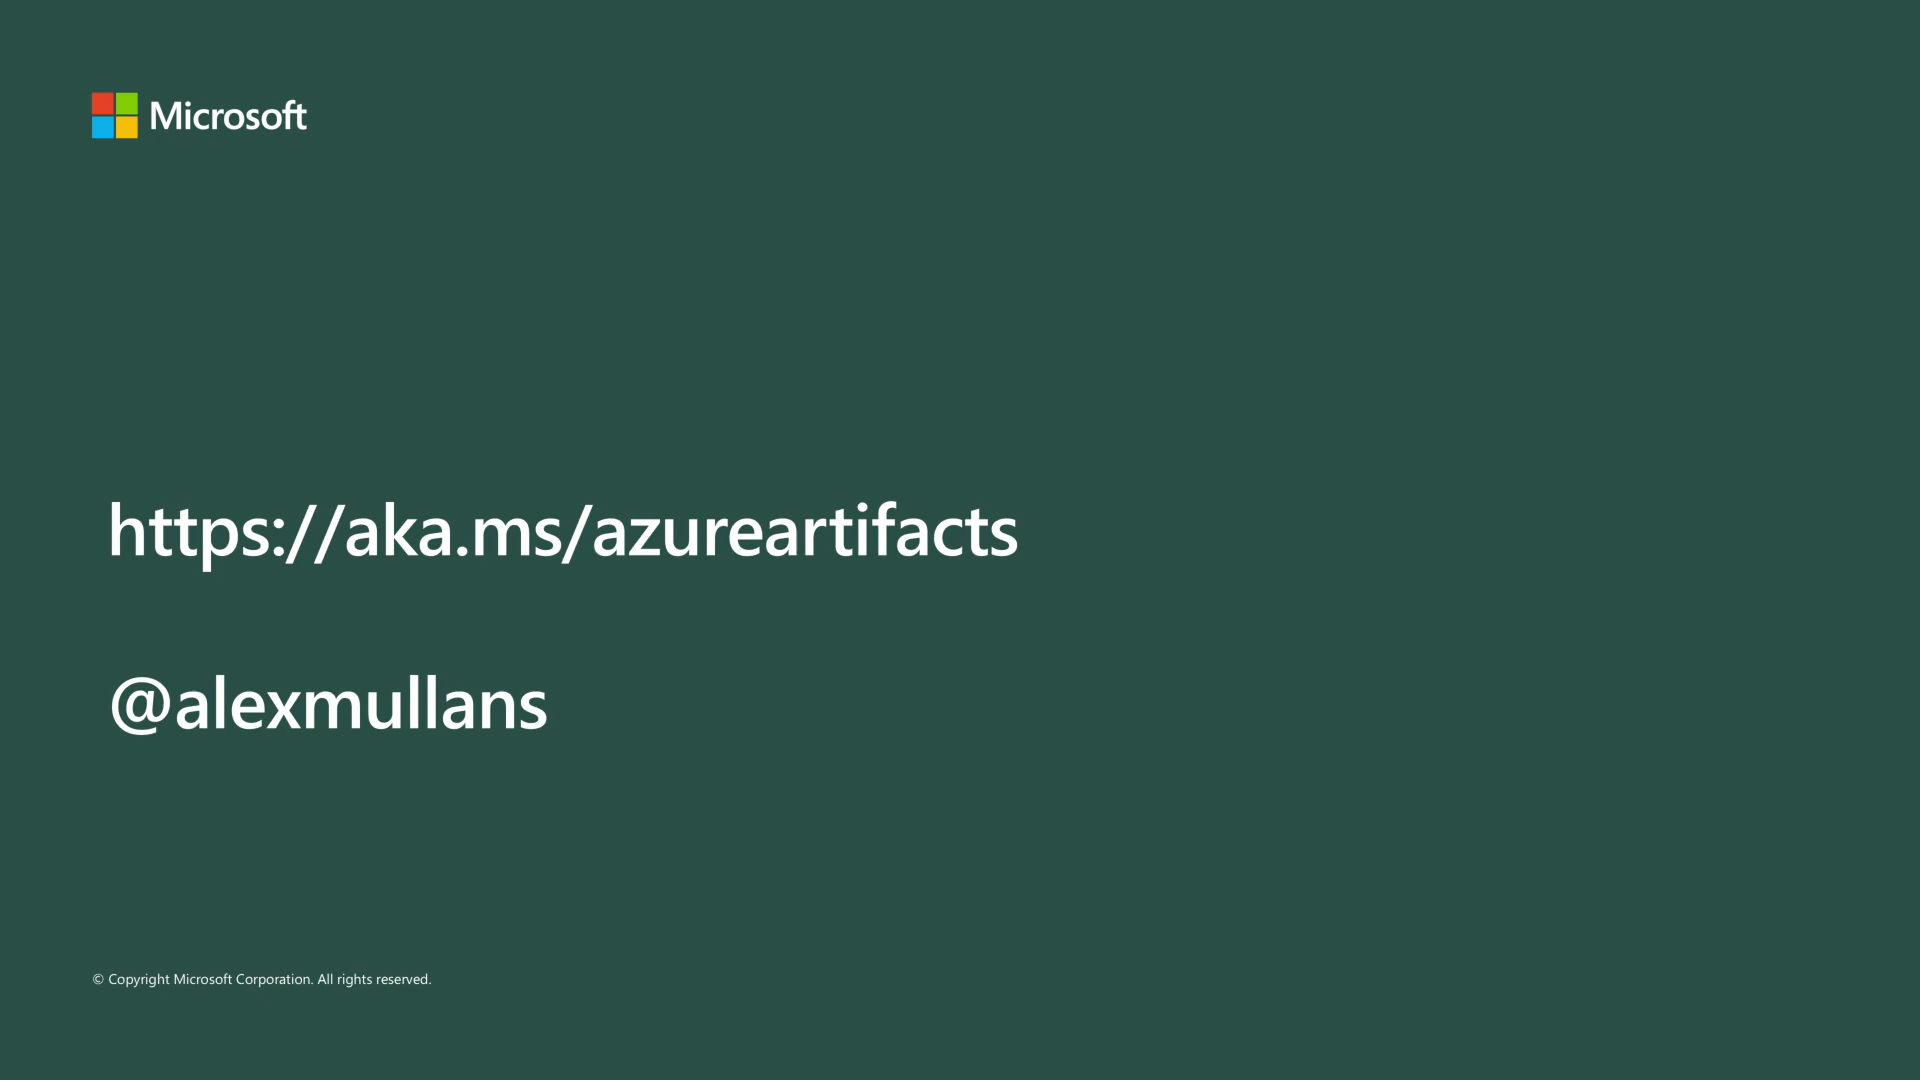 Microsoft
https://aka.ms/azureartifacts
@alexmullans
© Copyright Microsoft Corporation. All rights reserved.